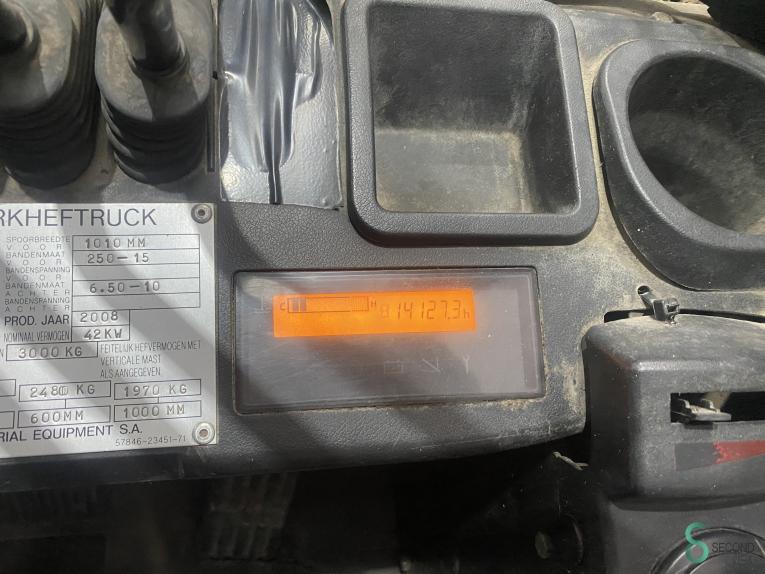 RKHEFTRUCK
SPOORBREEDTE
VOOR
1010 MM
BANDENMAAT
VOOR
250-15
BANDENSPANNING
VOOR
BANDENMAAT
ACHTER
6.50-10
BANDENSPANNING
ACHTER
PROD. JAAR 2008
NOMINAAL VERMOGEN 42KW
3000 KG
FEITELIJK HEFVERMOGEN MET
VERTICALE MAST
ALS AANGEGEVEN
2480 KG 1970 KG
600MM 1000 MM
RIAL EQUIPMENT S.A.
57846-23451-71
C H 14127.3h
SECOND